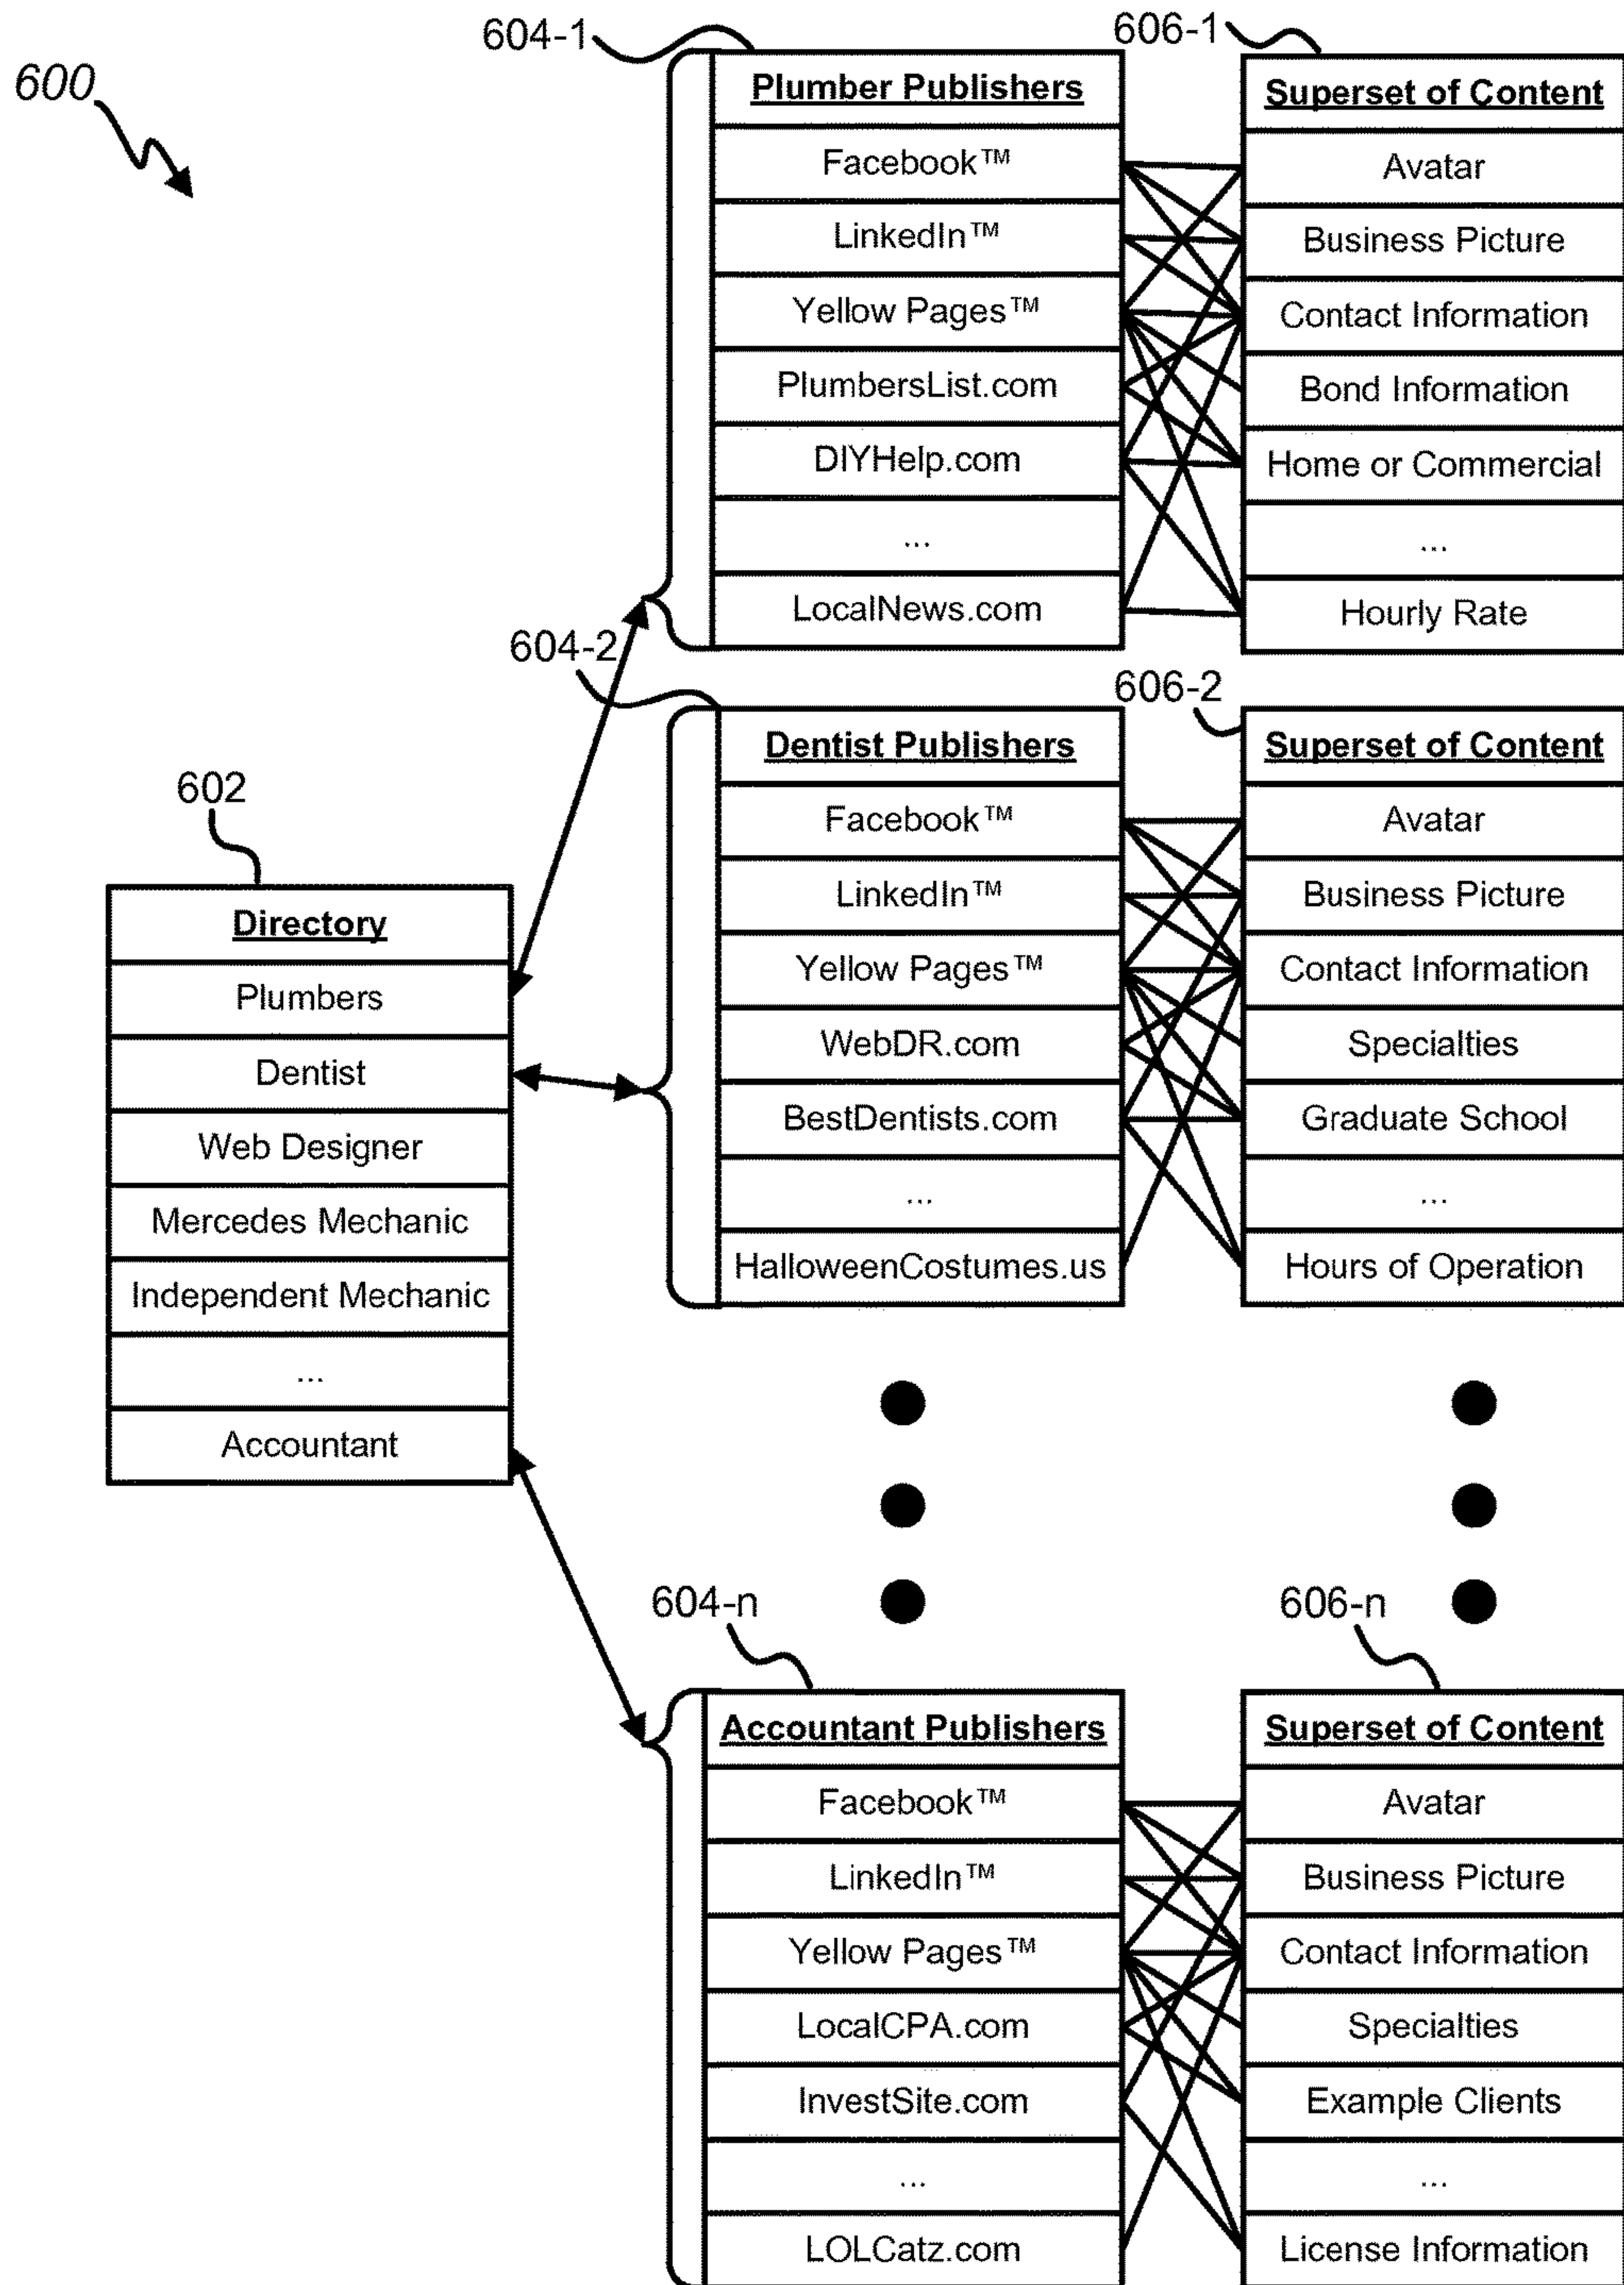 600
604-1
Plumber Publishers
Facebook™
LinkedIn™
Yellow Pages™
PlumbersList.com
DIYHelp.com
...
LocalNews.com
606-1
Superset of Content
Avatar
Business Picture
Contact Information
Bond Information
Home or Commercial
...
Hourly Rate
602
Directory
Plumbers
Dentist
Web Designer
Mercedes Mechanic
Independent Mechanic
...
Accountant
604-2
Dentist Publishers
Facebook™
LinkedIn™
Yellow Pages™
WebDR.com
BestDentists.com
...
HalloweenCostumes.us
606-2
Superset of Content
Avatar
Business Picture
Contact Information
Specialties
Graduate School
...
Hours of Operation
604-n
Accountant Publishers
Facebook™
LinkedIn™
Yellow Pages™
LocalCPA.com
InvestSite.com
...
LOLCatz.com
606-n
Superset of Content
Avatar
Business Picture
Contact Information
Specialties
Example Clients
...
License Information